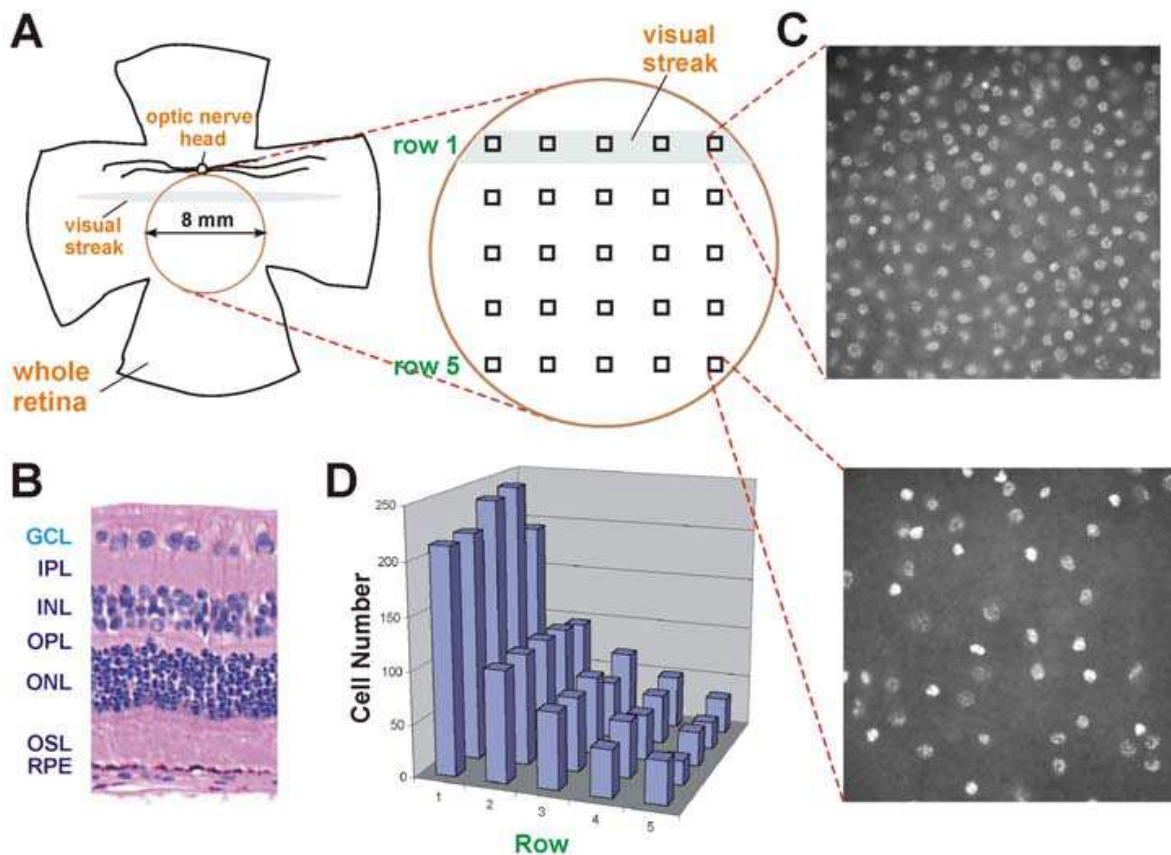 A
optic nerve
head
visual
streak
8 mm
whole
retina
visual
streak
row 1
row 5
C
B
GCL
IPL
INL
OPL
ONL
OSL
RPE
D
250
200
150
100
50
0
Cell Number
1
2
3
4
5
Row